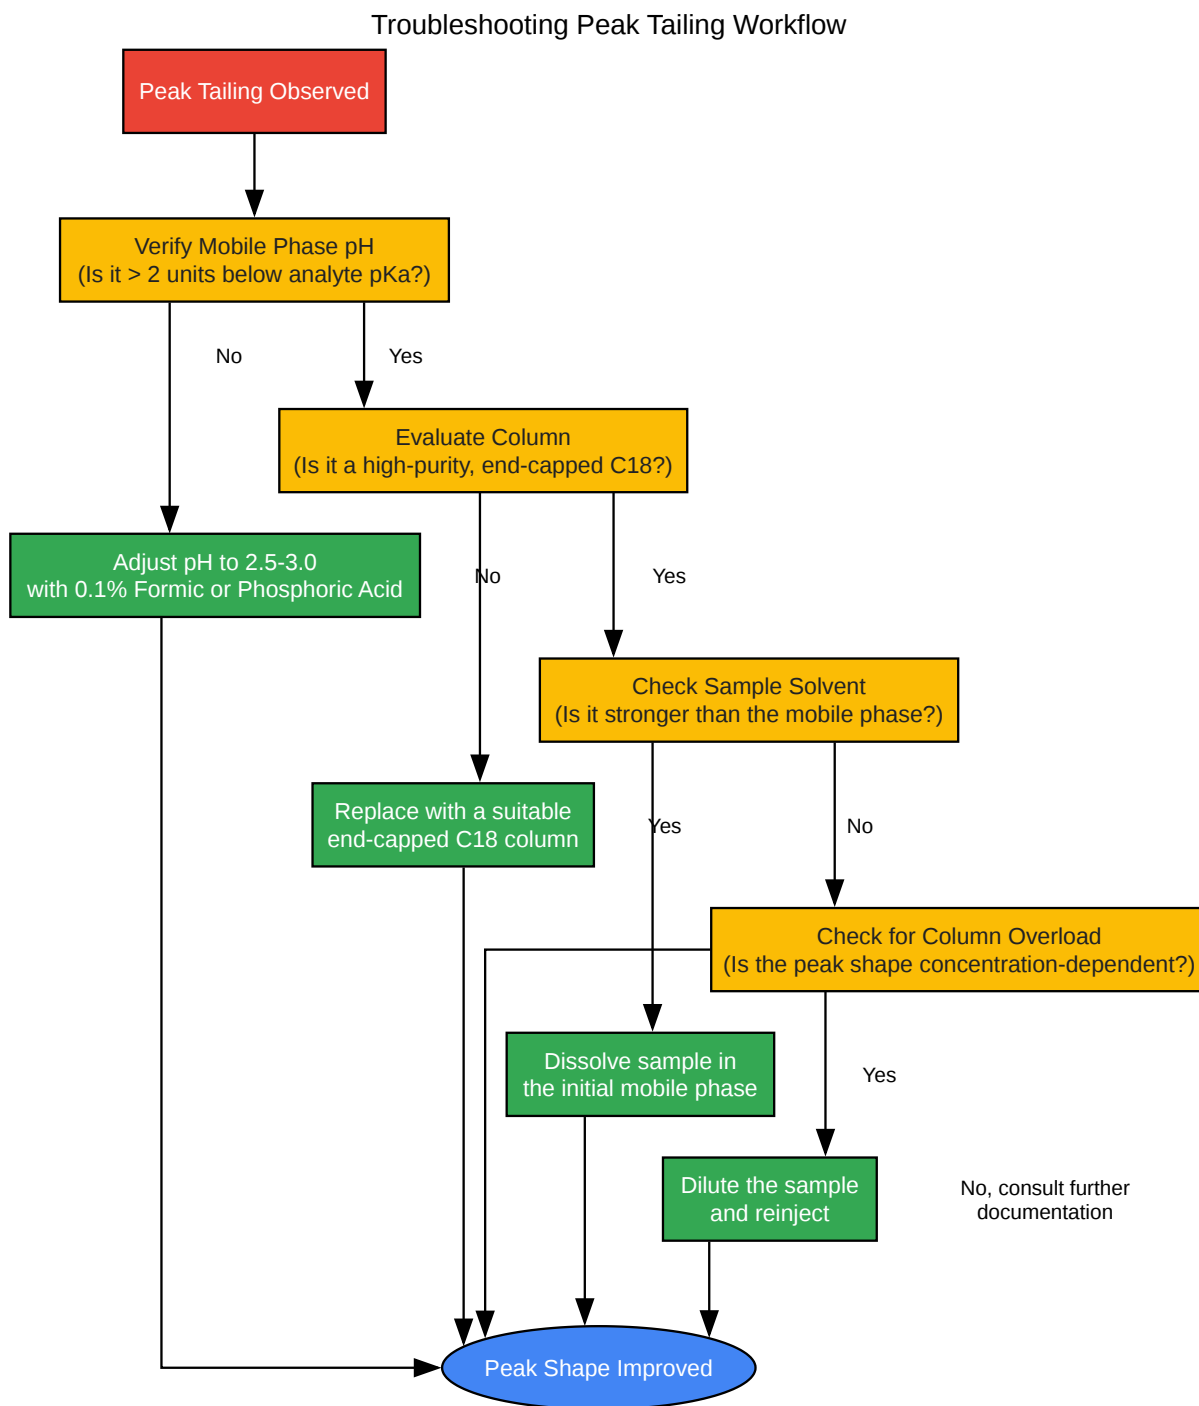 Troubleshooting Peak Tailing Workflow
Peak Tailing Observed
Verify Mobile Phase pH
(Is it > 2 units below analyte pKa?)
No
Yes
Evaluate Column
(Is it a high-purity, end-capped C18?)
Adjust pH to 2.5-3.0
with 0.1% Formic or Phosphoric Acid
No
Yes
Check Sample Solvent
(Is it stronger than the mobile phase?)
Replace with a suitable
end-capped C18 column
Yes
No
Check for Column Overload
(Is the peak shape concentration-dependent?)
Dissolve sample in
the initial mobile phase
Yes
Dilute the sample
and reinject
No, consult further
documentation
Peak Shape Improved